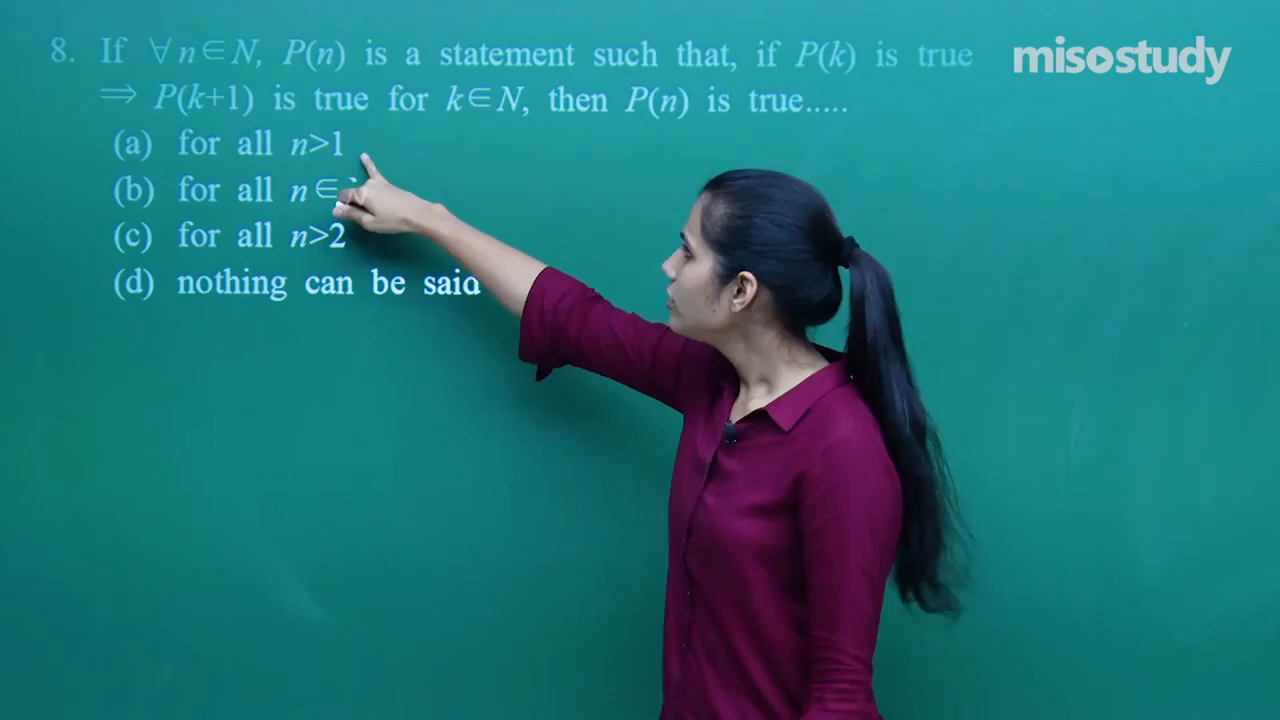 8. If ∀n∈N, P(n) is a statement such that, if P(k) is true
⟹ P(k+1) is true for k∈N, then P(n) is true.....
(a) for all n>1
(b) for all n∈
(c) for all n>2
(d) nothing can be said
misostudy